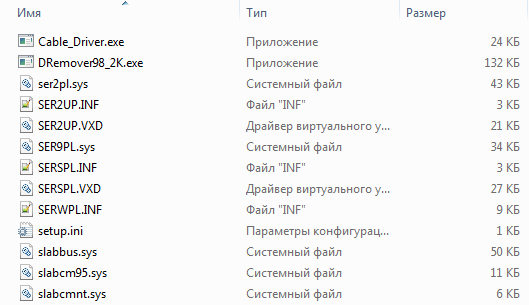 Имя Тип Размер
Cable_Driver.exe Приложение 24 КБ
DRemover98_2K.exe Приложение 132 КБ
ser2pl.sys Системный файл 43 КБ
SER2UP.INF Файл "INF" 3 КБ
SER2UP.VXD Драйвер виртуального у... 21 КБ
SER9PL.sys Системный файл 34 КБ
SERSPL.INF Файл "INF" 3 КБ
SERSPL.VXD Драйвер виртуального у... 27 КБ
SERWPL.INF Файл "INF" 9 КБ
setup.ini Параметры конфигурац... 1 КБ
slabbus.sys Системный файл 50 КБ
slabcm95.sys Системный файл 11 КБ
slabcmnt.sys Системный файл 6 КБ